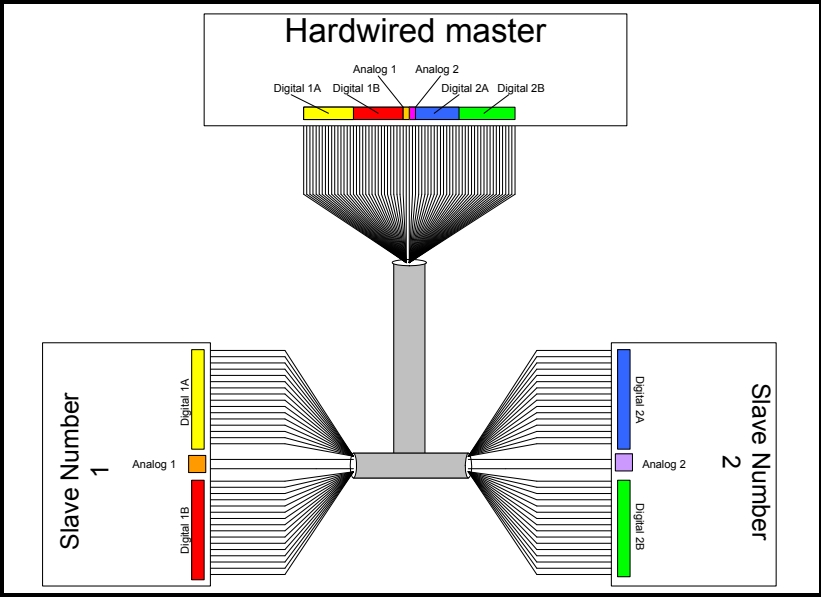 Hardwired master
Analog 1
Analog 2
Digital 1A
Digital 1B
Digital 2A
Digital 2B
Slave Number
1
Digital 1A
Analog 1
Digital 1B
Digital 2A
Analog 2
Digital 2B
Slave Number
2